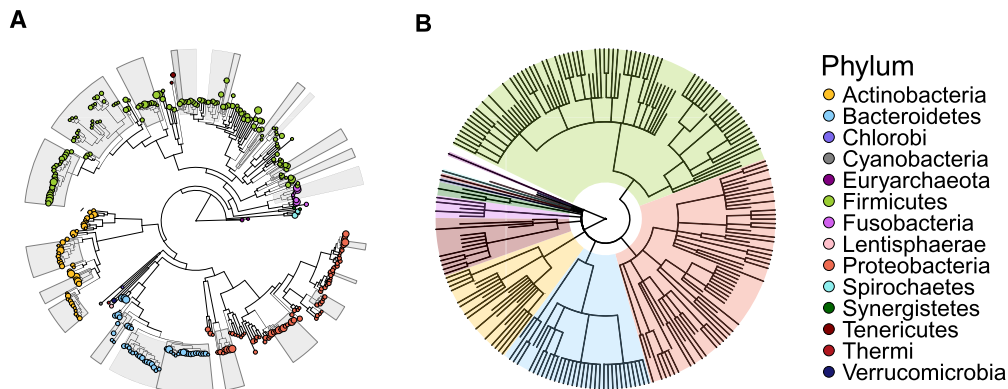 A
B
Phylum
Actinobacteria
Bacteroidetes
Chlorobi
Cyanobacteria
Euryarchaeota
Firmicutes
Fusobacteria
Lentisphaerae
Proteobacteria
Spirochaetes
Synergistetes
Tenericutes
Thermi
Verrucomicrobia